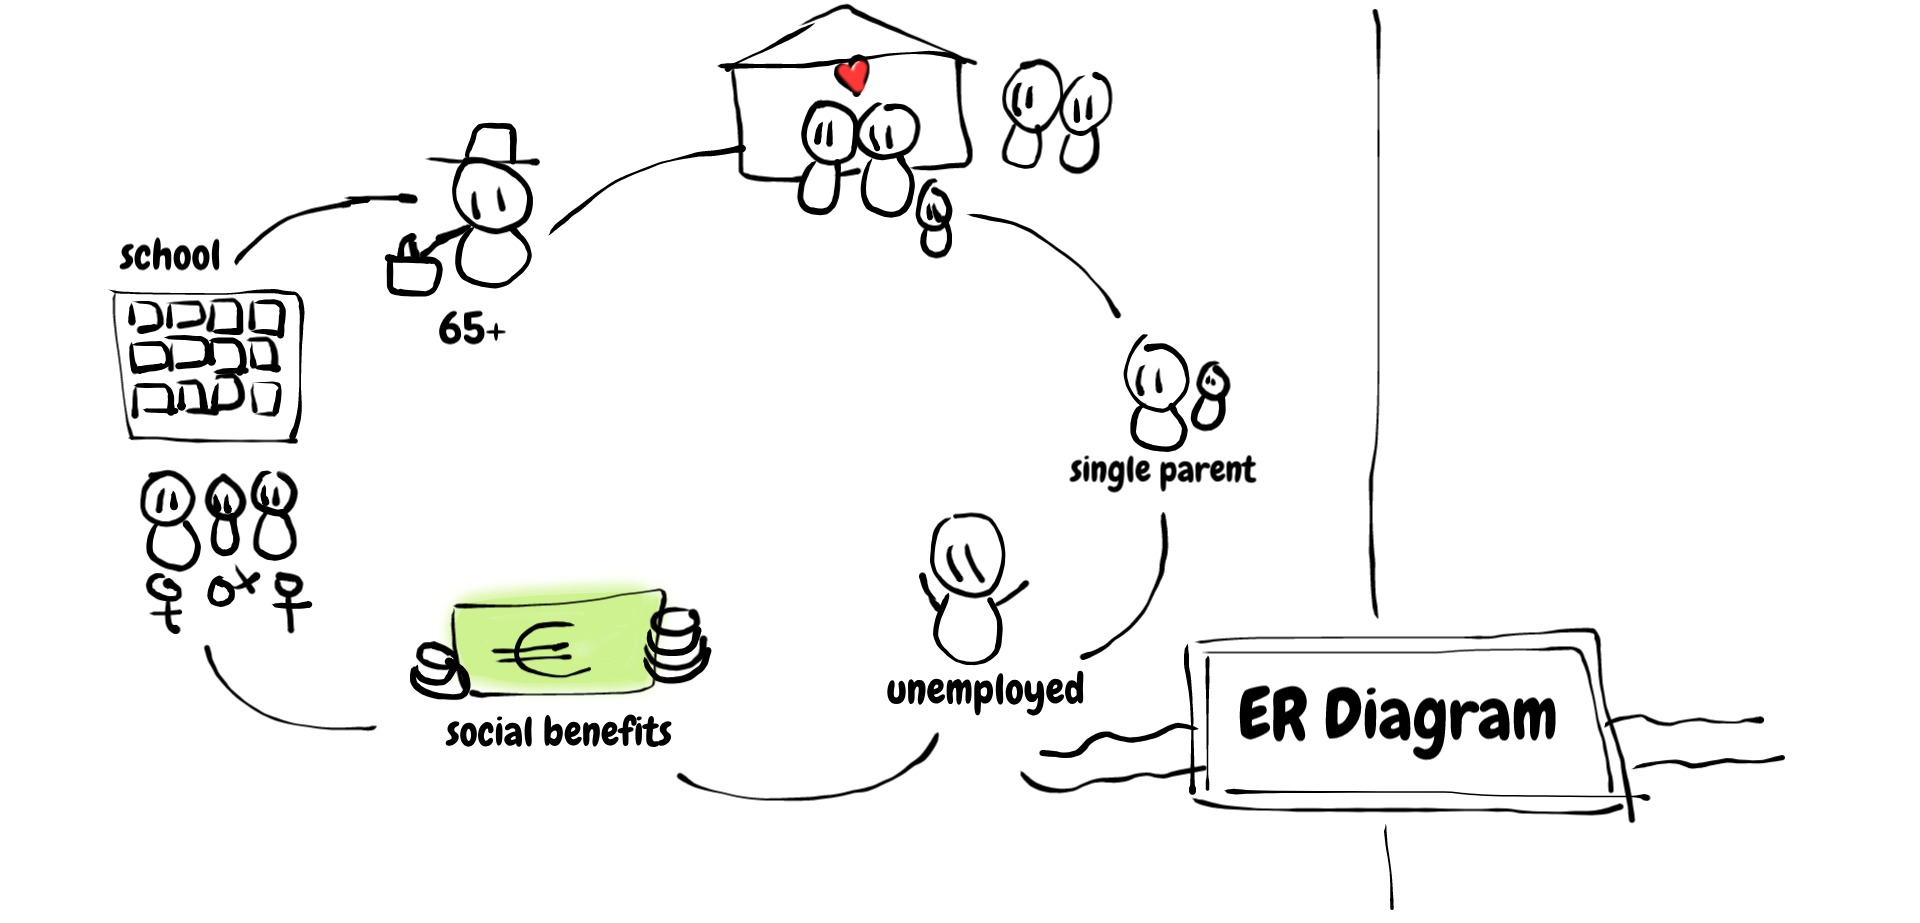 school
65+
single parent
unemployed
€
social benefits
ER Diagram